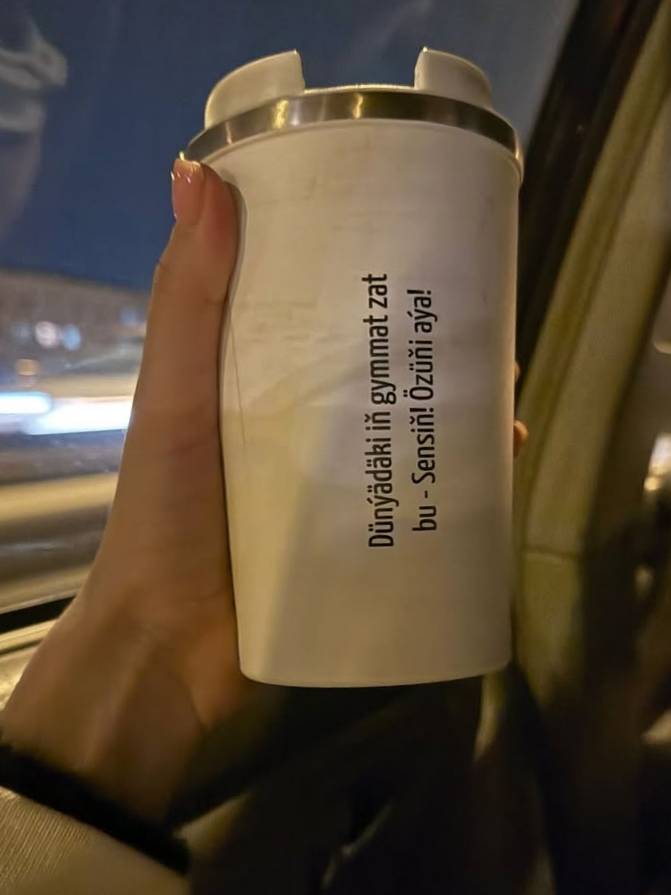 Dünýädäki iň gymmat zat
bu - Sensiň! Özüňi aýa!